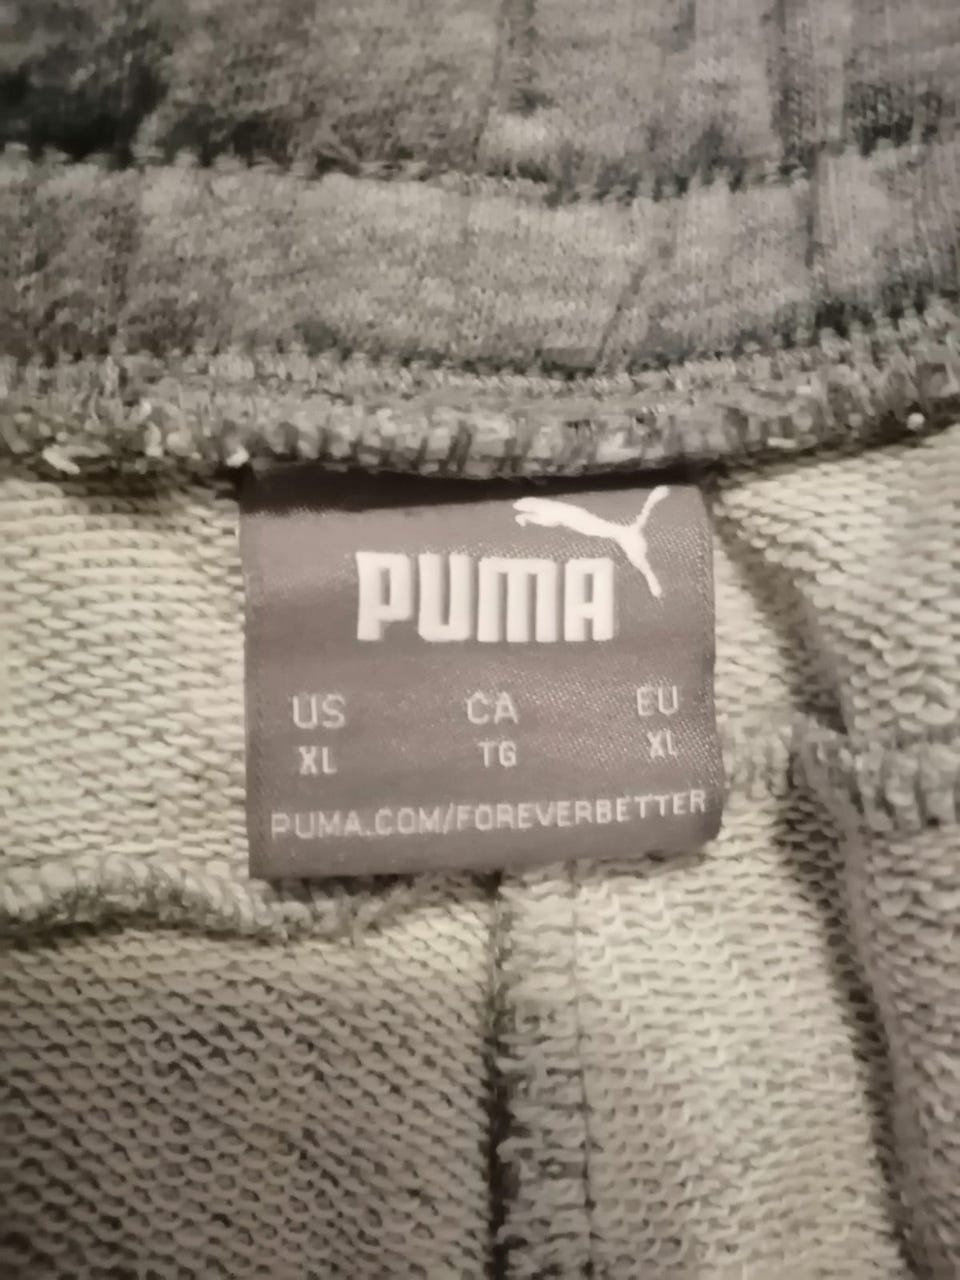 PUMA
US CA EU
XL TG XL
PUMA.COM/FOREVERBETTER